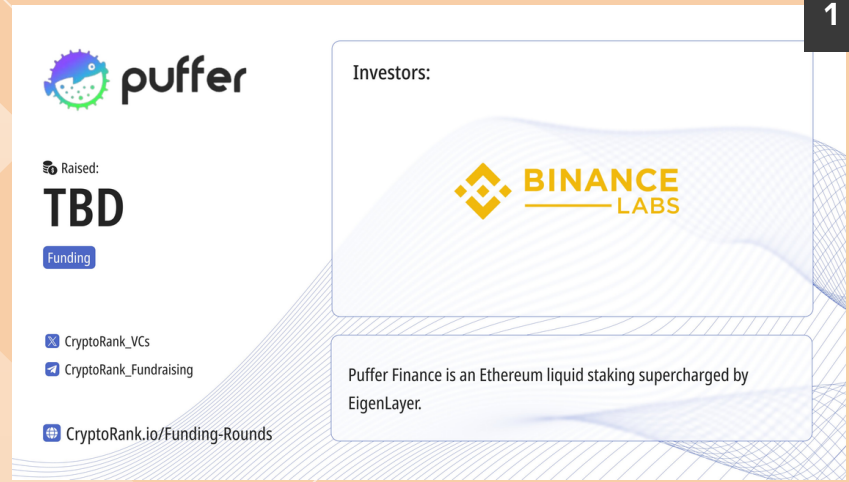 1
puffer
Raised:
TBD
Funding
CryptoRank_VCs
CryptoRank_Fundraising
CryptoRank.io/Funding-Rounds
Investors:
BINANCE
LABS
Puffer Finance is an Ethereum liquid staking supercharged by
EigenLayer.